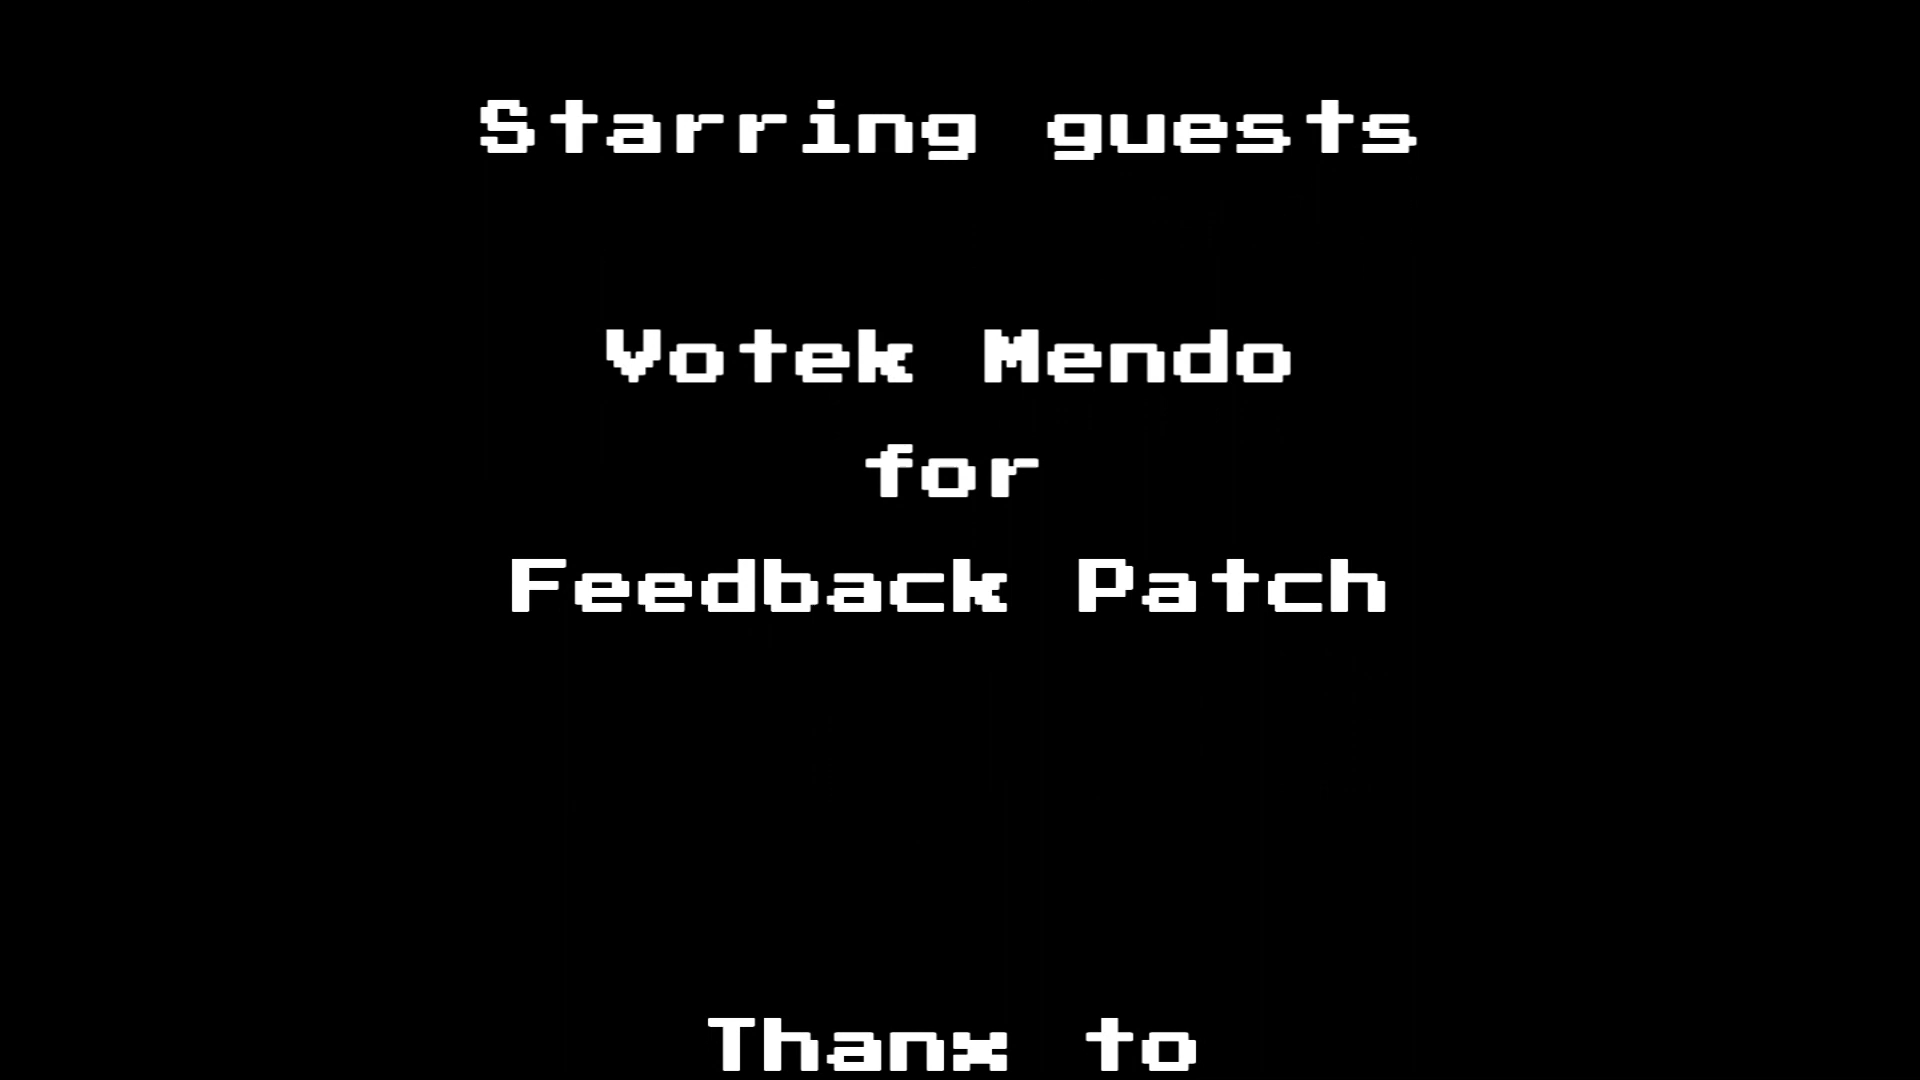 Starring guests
Votek Mendo
for
Feedback Patch
Thanx to